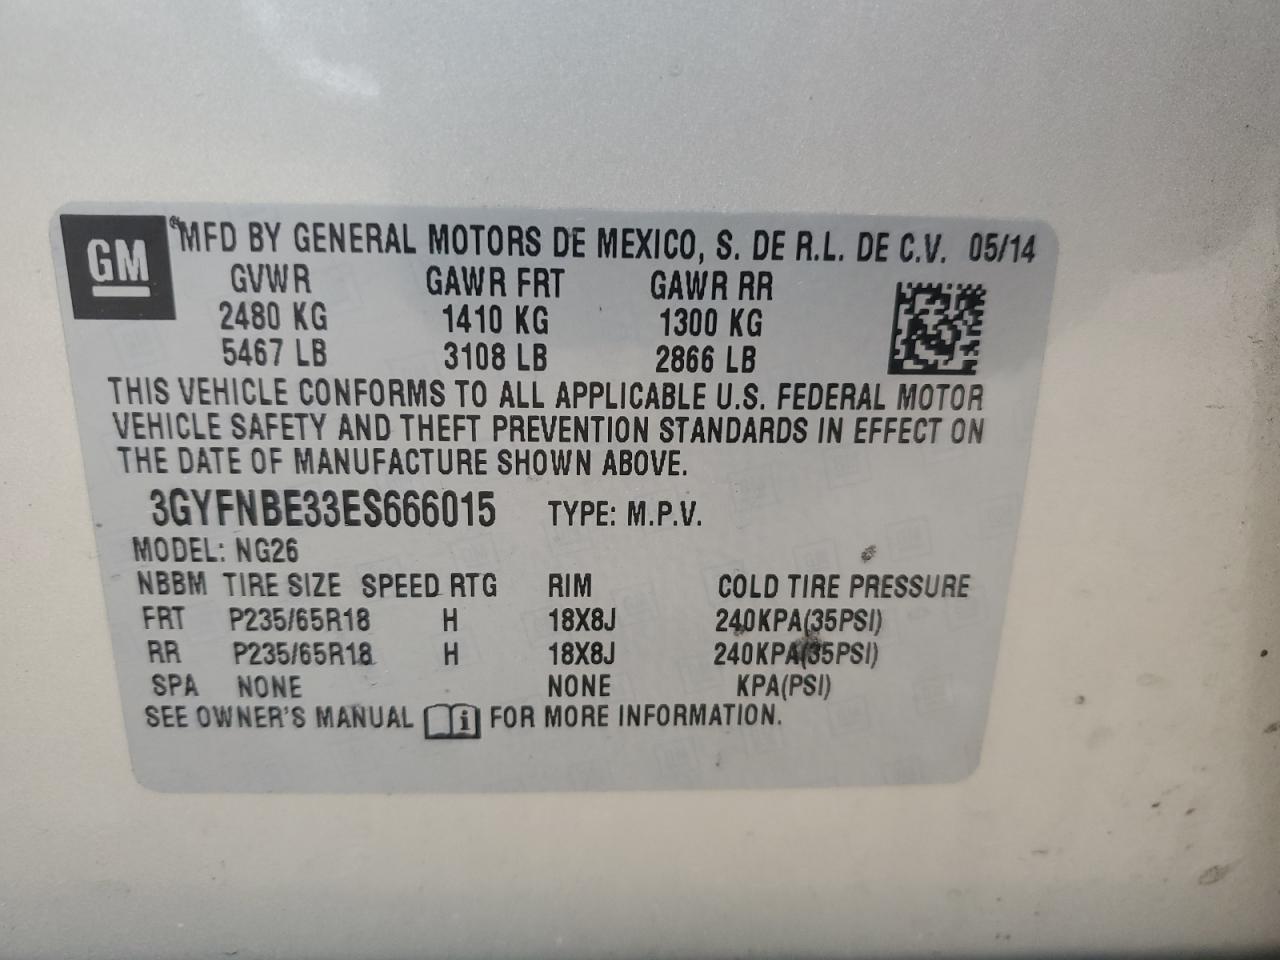 GM
® MFD BY GENERAL MOTORS DE MEXICO, S. DE R.L. DE C.V. 05/14
GVWR GAWR FRT GAWR RR
2480 KG 1410 KG 1300 KG
5467 LB 3108 LB 2866 LB
THIS VEHICLE CONFORMS TO ALL APPLICABLE U.S. FEDERAL MOTOR
VEHICLE SAFETY AND THEFT PREVENTION STANDARDS IN EFFECT ON
THE DATE OF MANUFACTURE SHOWN ABOVE.
3GYFNBE33ES666015 TYPE: M.P.V.
MODEL: NG26
NBBM TIRE SIZE SPEED RTG RIM COLD TIRE PRESSURE
FRT P235/65R18 H 18X8J 240KPA(35PSI)
RR P235/65R18 H 18X8J 240KPA(35PSI)
SPA NONE NONE KPA(PSI)
SEE OWNER'S MANUAL i FOR MORE INFORMATION.